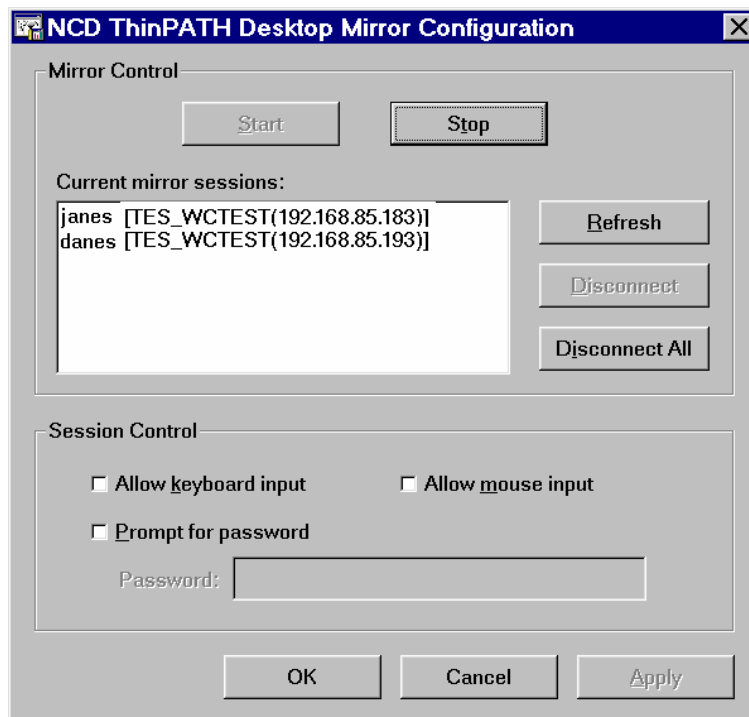 NCD ThinPATH Desktop Mirror Configuration
Mirror Control
Start Stop
Current mirror sessions:
janes [TES_WCTEST(192.168.85.183)]
danes [TES_WCTEST(192.168.85.193)]
Refresh
Disconnect
Disconnect All
Session Control
Allow keyboard input Allow mouse input
Prompt for password
Password:
OK Cancel Apply